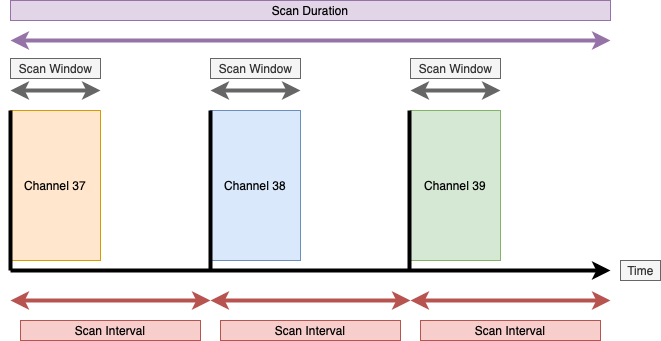 Scan Duration
Scan Window
Scan Window
Scan Window
Channel 37
Channel 38
Channel 39
Time
Scan Interval
Scan Interval
Scan Interval